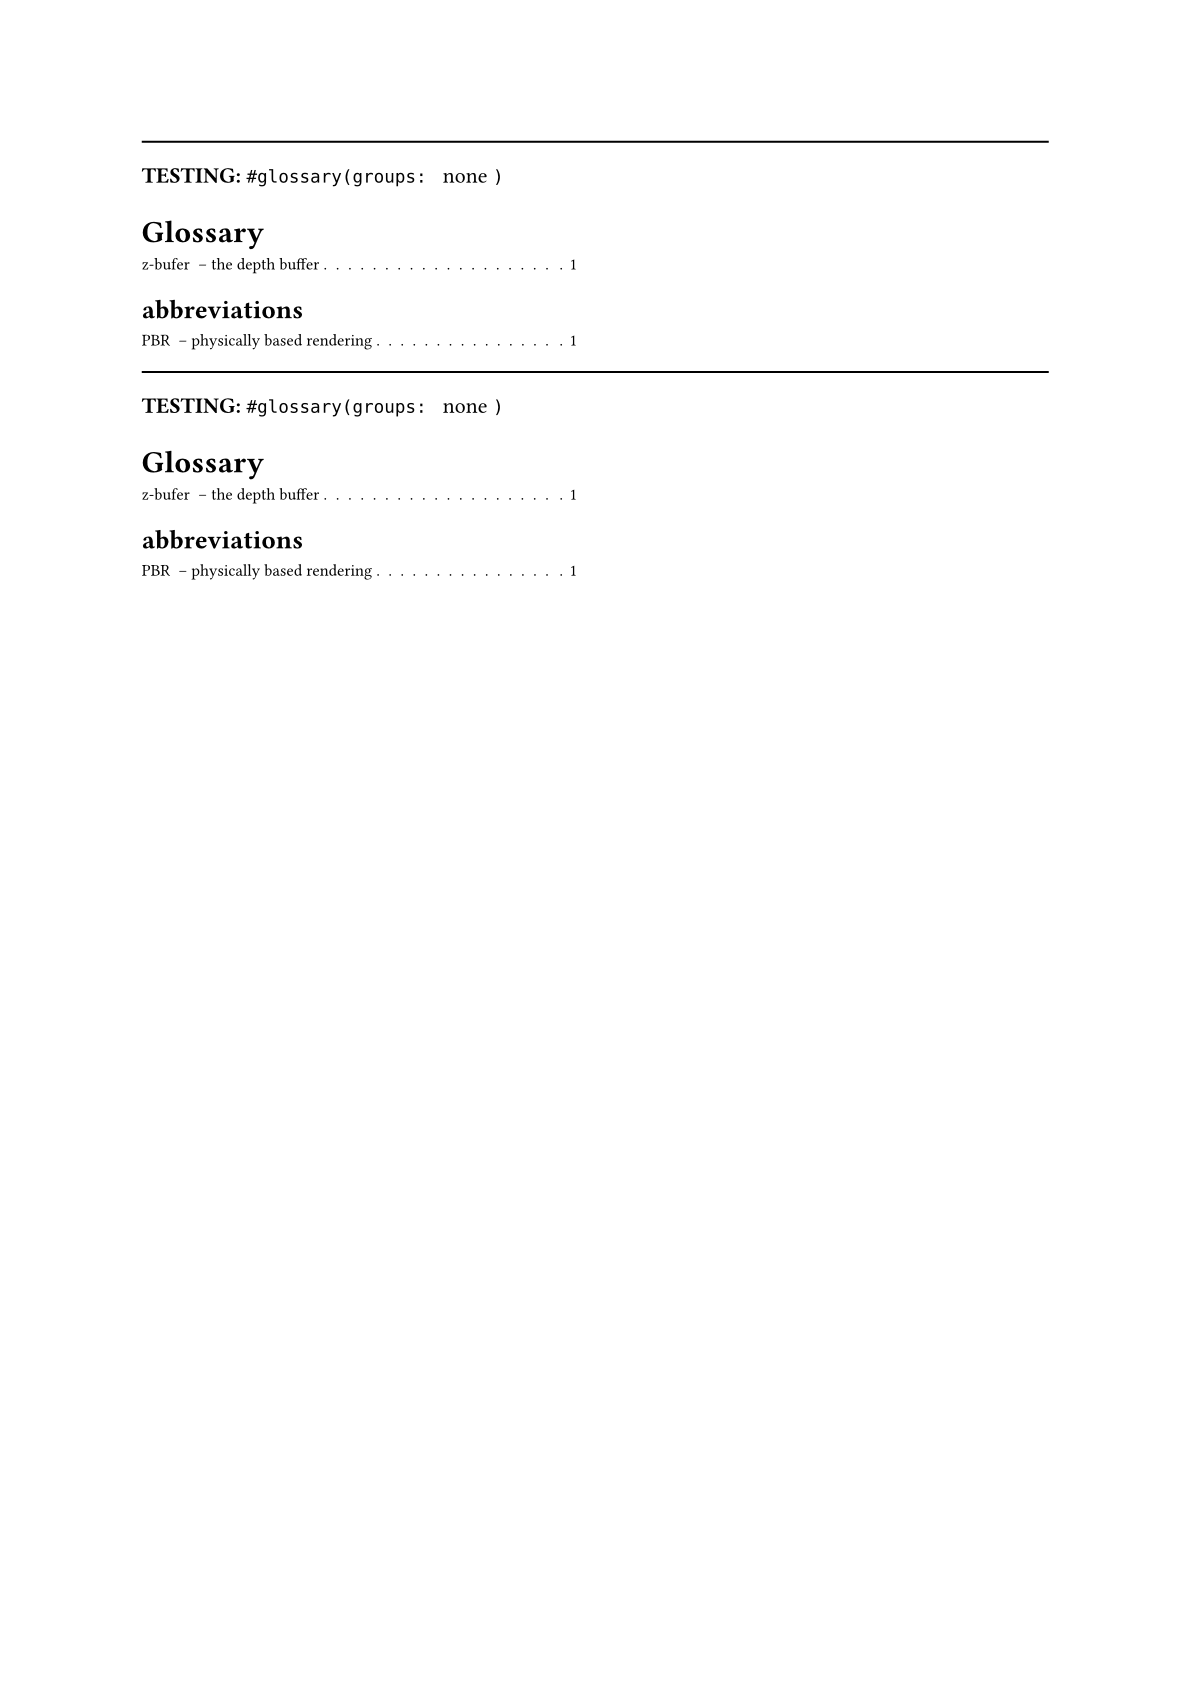 TESTING: #glossary(groups: none )
Glossary
z-bufer – the depth buffer . . . . . . . . . . . . . . . . . . . . 1
abbreviations
PBR – physically based rendering . . . . . . . . . . . . . . . . 1
TESTING: #glossary(groups: none )
Glossary
z-bufer – the depth buffer . . . . . . . . . . . . . . . . . . . . 1
abbreviations
PBR – physically based rendering . . . . . . . . . . . . . . . . 1